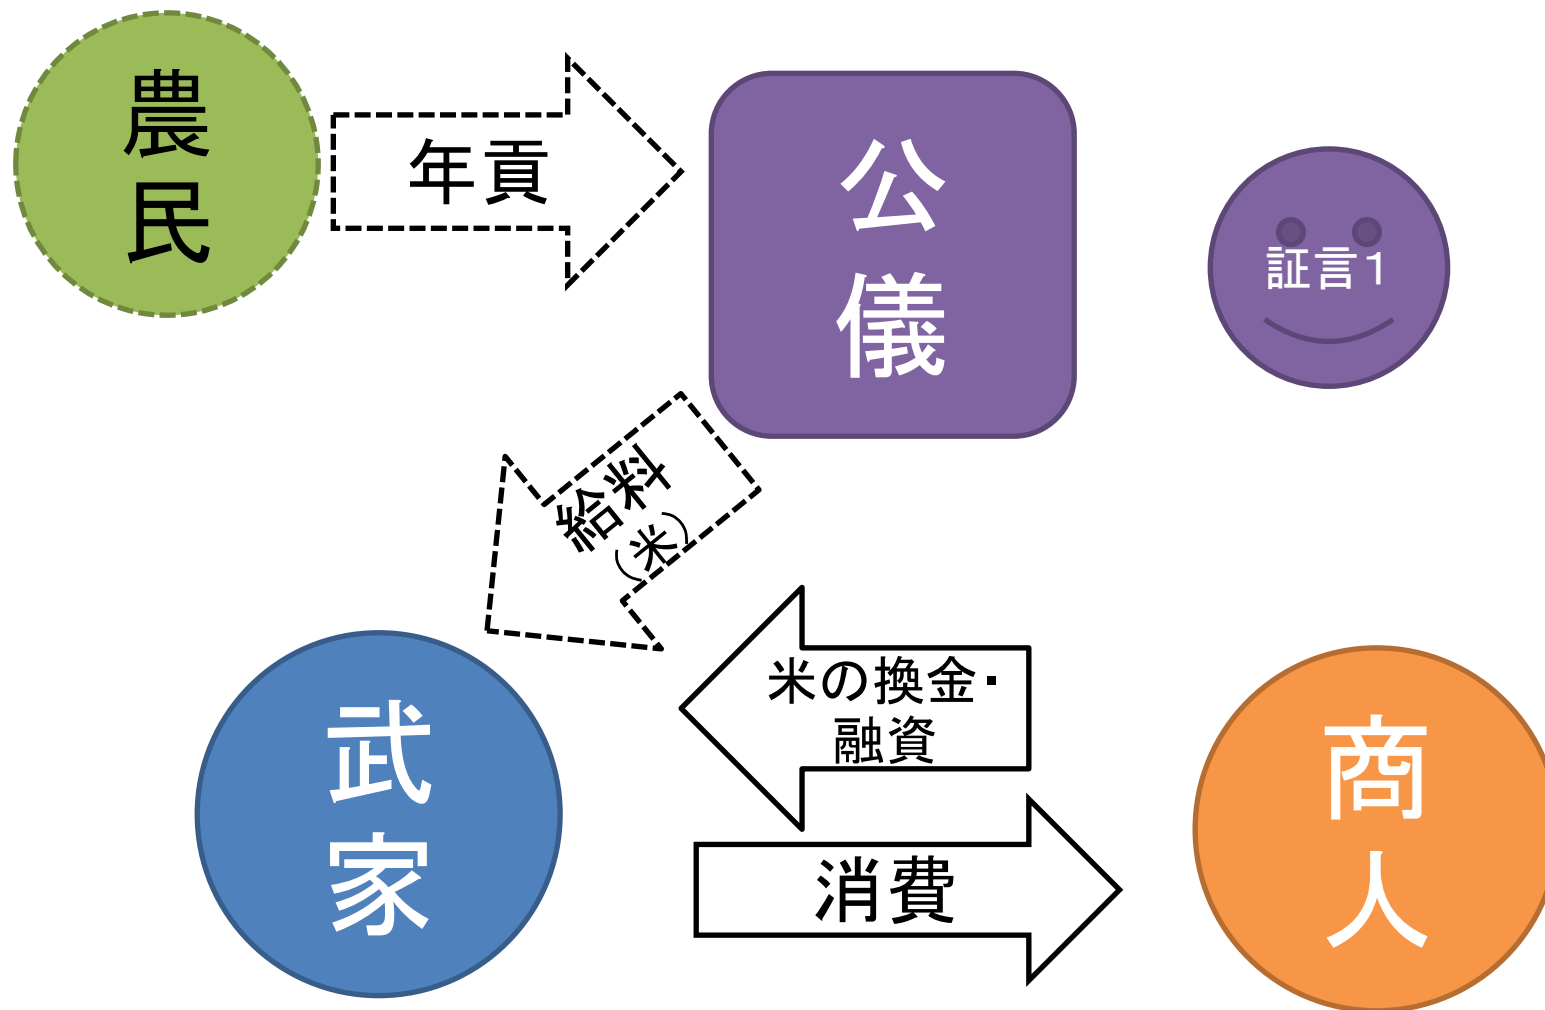 農民
年貢
公儀
証言1
給料
（米）
米の換金・
融資
武家
消費
商人